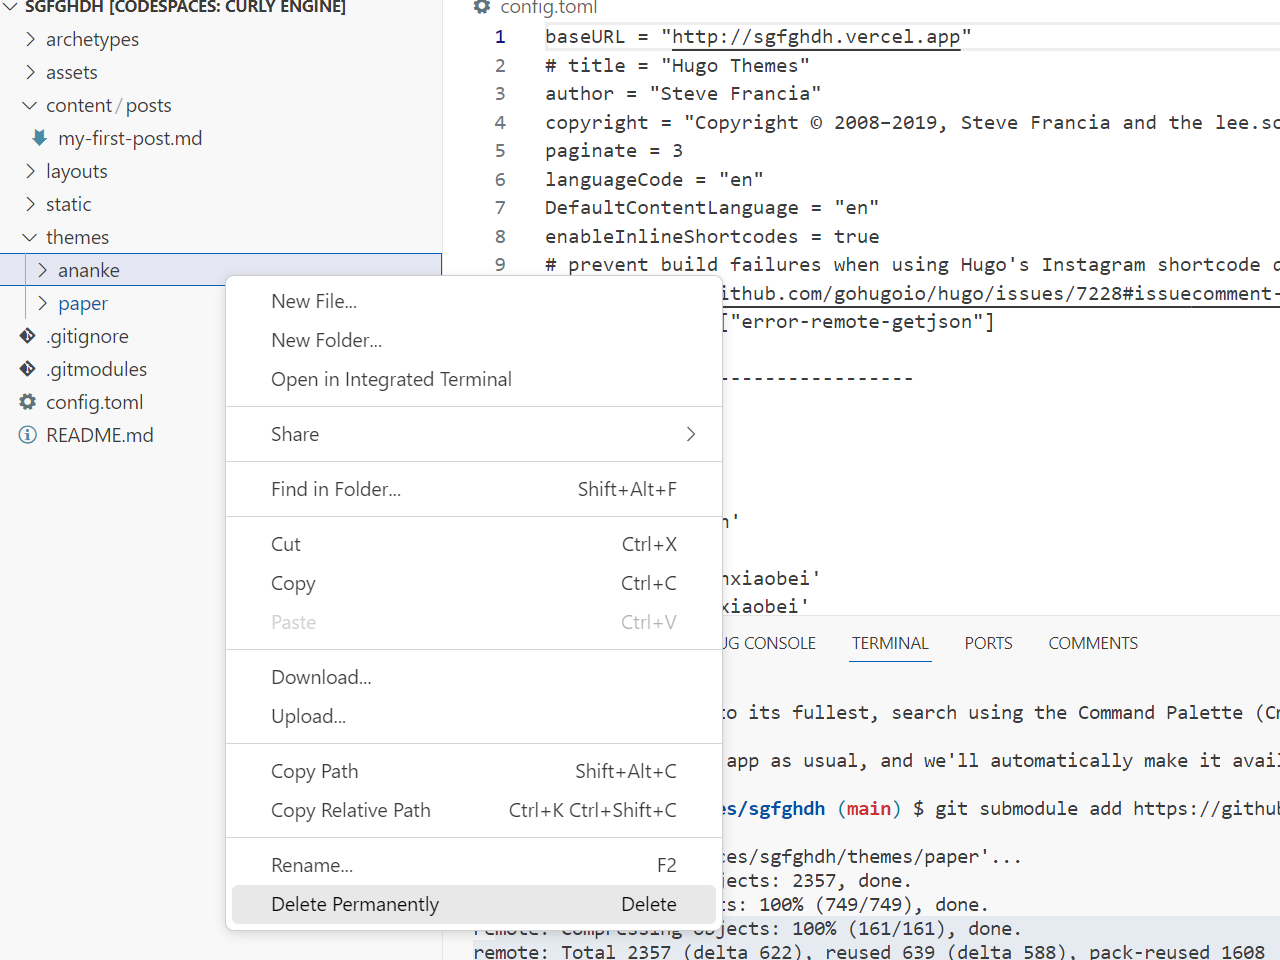 SGFGHDH [CODESPACES: CURLY ENGINE]
archetypes
assets
content/posts
my-first-post.md
layouts
static
themes
ananke
paper
.gitignore
.gitmodules
config.toml
README.md
config.toml
1 baseURL = "http://sgfghdh.vercel.app"
2 # title = "Hugo Themes"
3 author = "Steve Francia"
4 copyright = "Copyright © 2008–2019, Steve Francia and the lee.so
5 paginate = 3
6 languageCode = "en"
7 DefaultContentLanguage = "en"
8 enableInlineShortcodes = true
9 # prevent build failures when using Hugo's Instagram shortcode
ithub.com/gohugoio/hugo/issues/7228#issuecomment-
["error-remote-getjson"]
-----------------
n'
nxiaobei'
xiaobei'
New File...
New Folder...
Open in Integrated Terminal
Share
Find in Folder... Shift+Alt+F
Cut Ctrl+X
Copy Ctrl+C
Paste Ctrl+V
Download...
Upload...
Copy Path Shift+Alt+C
Copy Relative Path Ctrl+K Ctrl+Shift+C
Rename... F2
Delete Permanently Delete
UG CONSOLE TERMINAL PORTS COMMENTS
to its fullest, search using the Command Palette (C
app as usual, and we'll automatically make it avai
es/sgfghdh (main) $ git submodule add https://githu
ces/sgfghdh/themes/paper'...
jects: 2357, done.
ts: 100% (749/749), done.
remote: Compressing objects: 100% (161/161), done.
remote: Total 2357 (delta 622), reused 639 (delta 588), pack-reused 1608